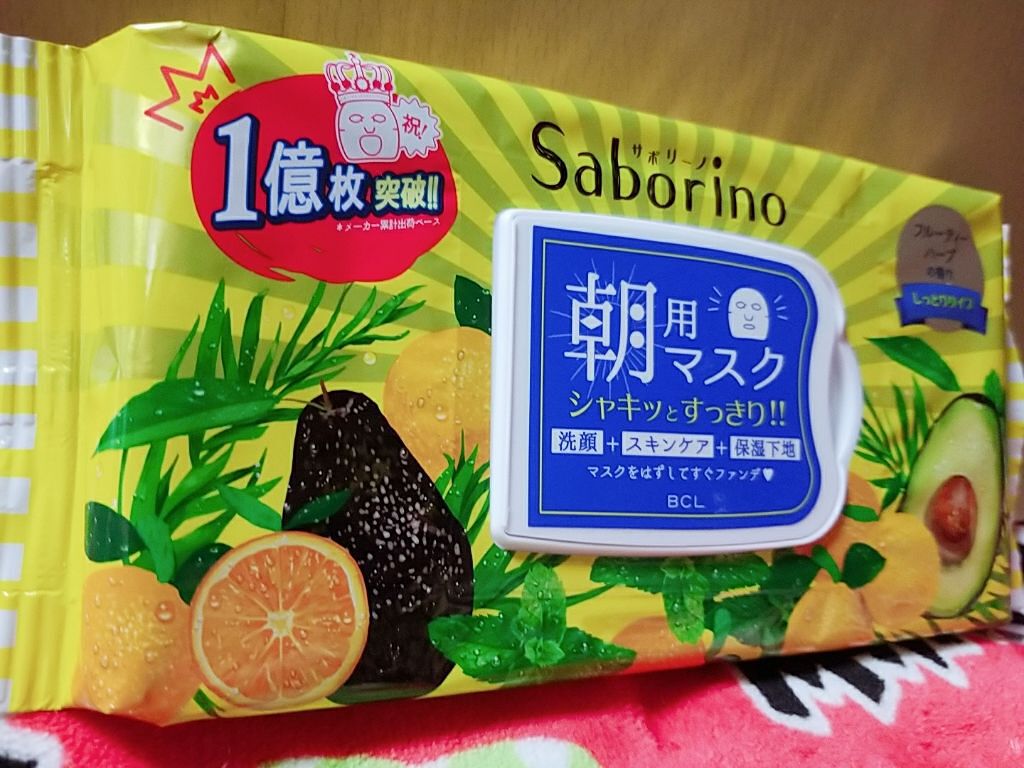 祝!
1億枚突破!!
*メーカー累計出荷ベース
サボリーノ
Saborino
フルーティー
ハーブ
の香り
しっとりタイプ
朝用マスク
シャキッとすっきり!!
洗顔+スキンケア+保湿下地
マスクをはずしてすぐファンデ♥
BCL